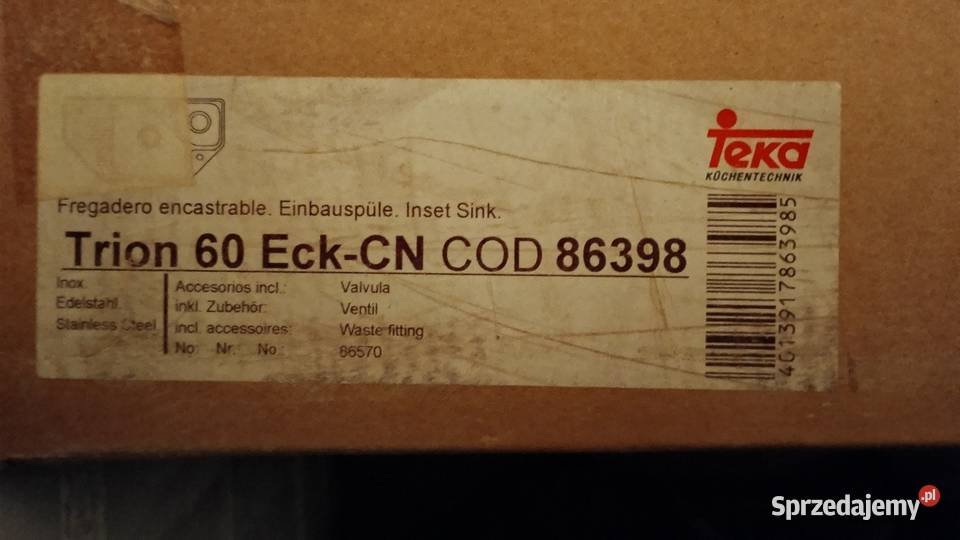 Teka
KÜCHENTECHNIK
Fregadero encastrable. Einbauspüle. Inset Sink.
Trion 60 Eck-CN COD 86398
Inox.
Edelstahl.
Stainless Steel
Accesorios incl.: Valvula
inkl. Zubehör: Ventil
incl. accessoires: Waste fitting
No: Nr.: No.: 86570
4013917863985
Sprzedajemy.pl